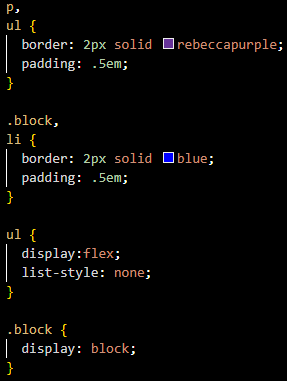 p,
ul {
  border: 2px solid rebeccapurple;
  padding: .5em;
}

.block,
li {
  border: 2px solid blue;
  padding: .5em;
}

ul {
  display:flex;
  list-style: none;
}

.block {
  display: block;
}